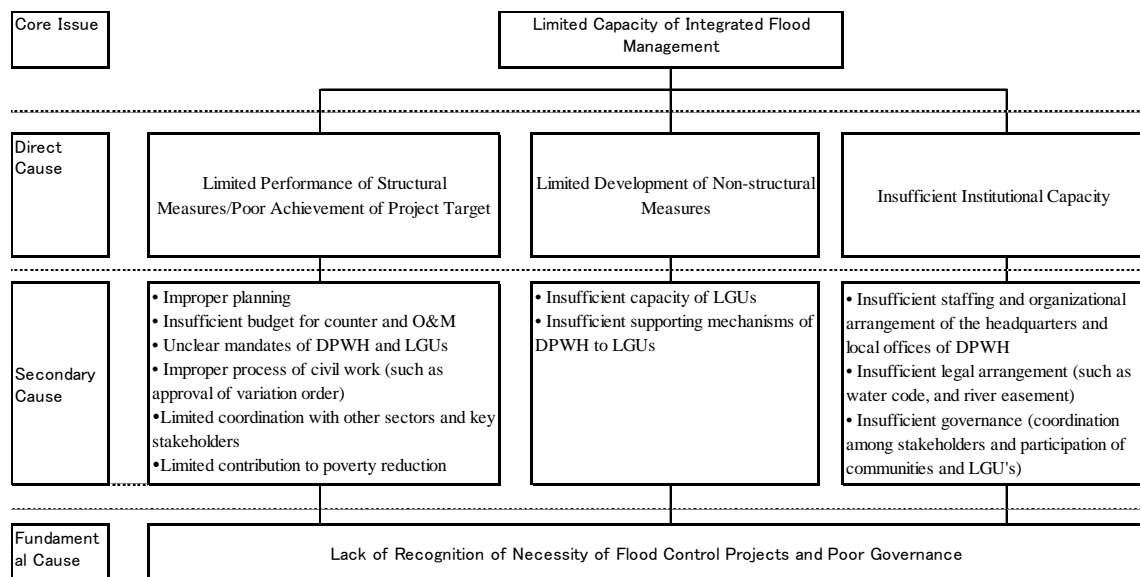 Core Issue
Limited Capacity of Integrated Flood
Management
Direct
Cause
Limited Performance of Structural
Measures/Poor Achievement of Project Target
Limited Development of Non-structural
Measures
Insufficient Institutional Capacity
Secondary
Cause
• Improper planning
• Insufficient budget for counter and O&M
• Unclear mandates of DPWH and LGUs
• Improper process of civil work (such as
approval of variation order)
•Limited coordination with other sectors and key
stakeholders
•Limited contribution to poverty reduction
• Insufficient capacity of LGUs
• Insufficient supporting mechanisms of
DPWH to LGUs
• Insufficient staffing and organizational
arrangement of the headquarters and
local offices of DPWH
• Insufficient legal arrangement (such as
water code, and river easement)
• Insufficient governance (coordination
among stakeholders and participation of
communities and LGU's)
Fundament
al Cause
Lack of Recognition of Necessity of Flood Control Projects and Poor Governance